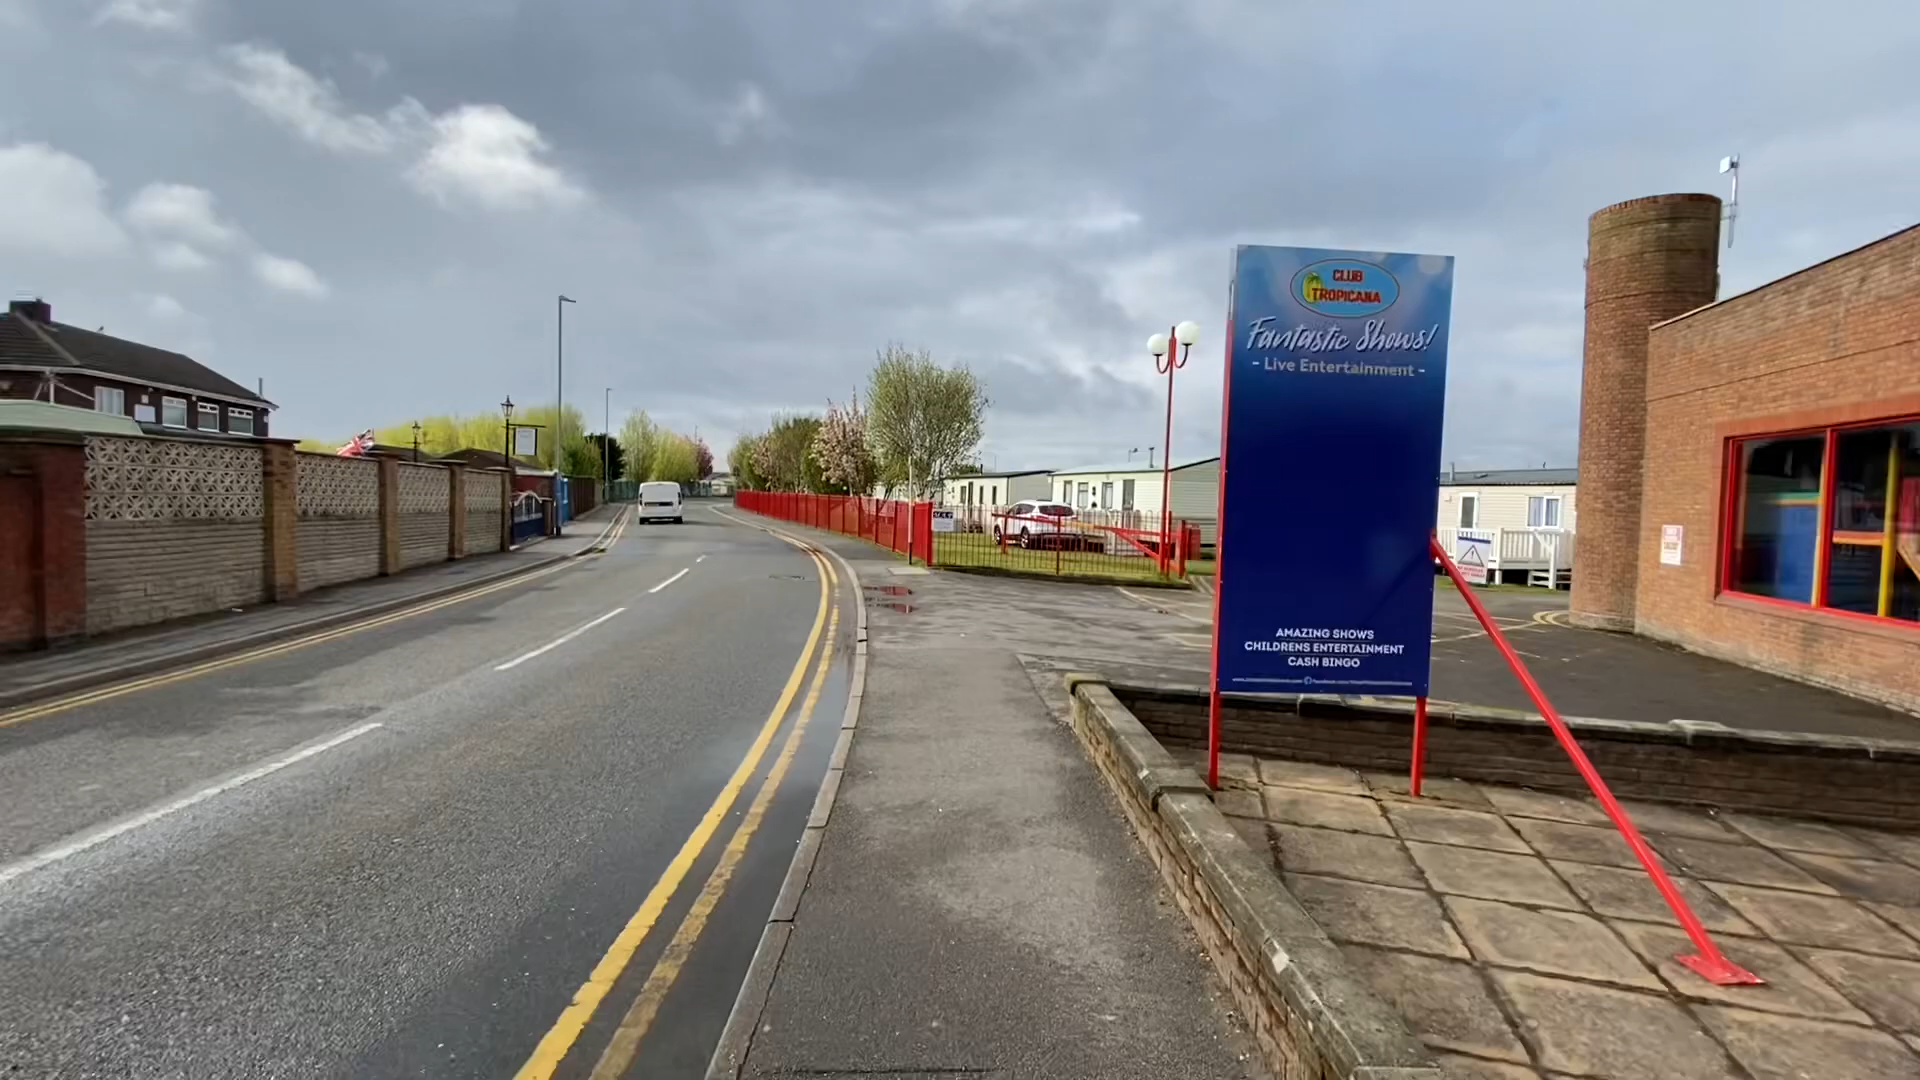 CLUB
TROPICANA
Fantastic Shows!
- Live Entertainment -
AMAZING SHOWS
CHILDRENS ENTERTAINMENT
CASH BINGO